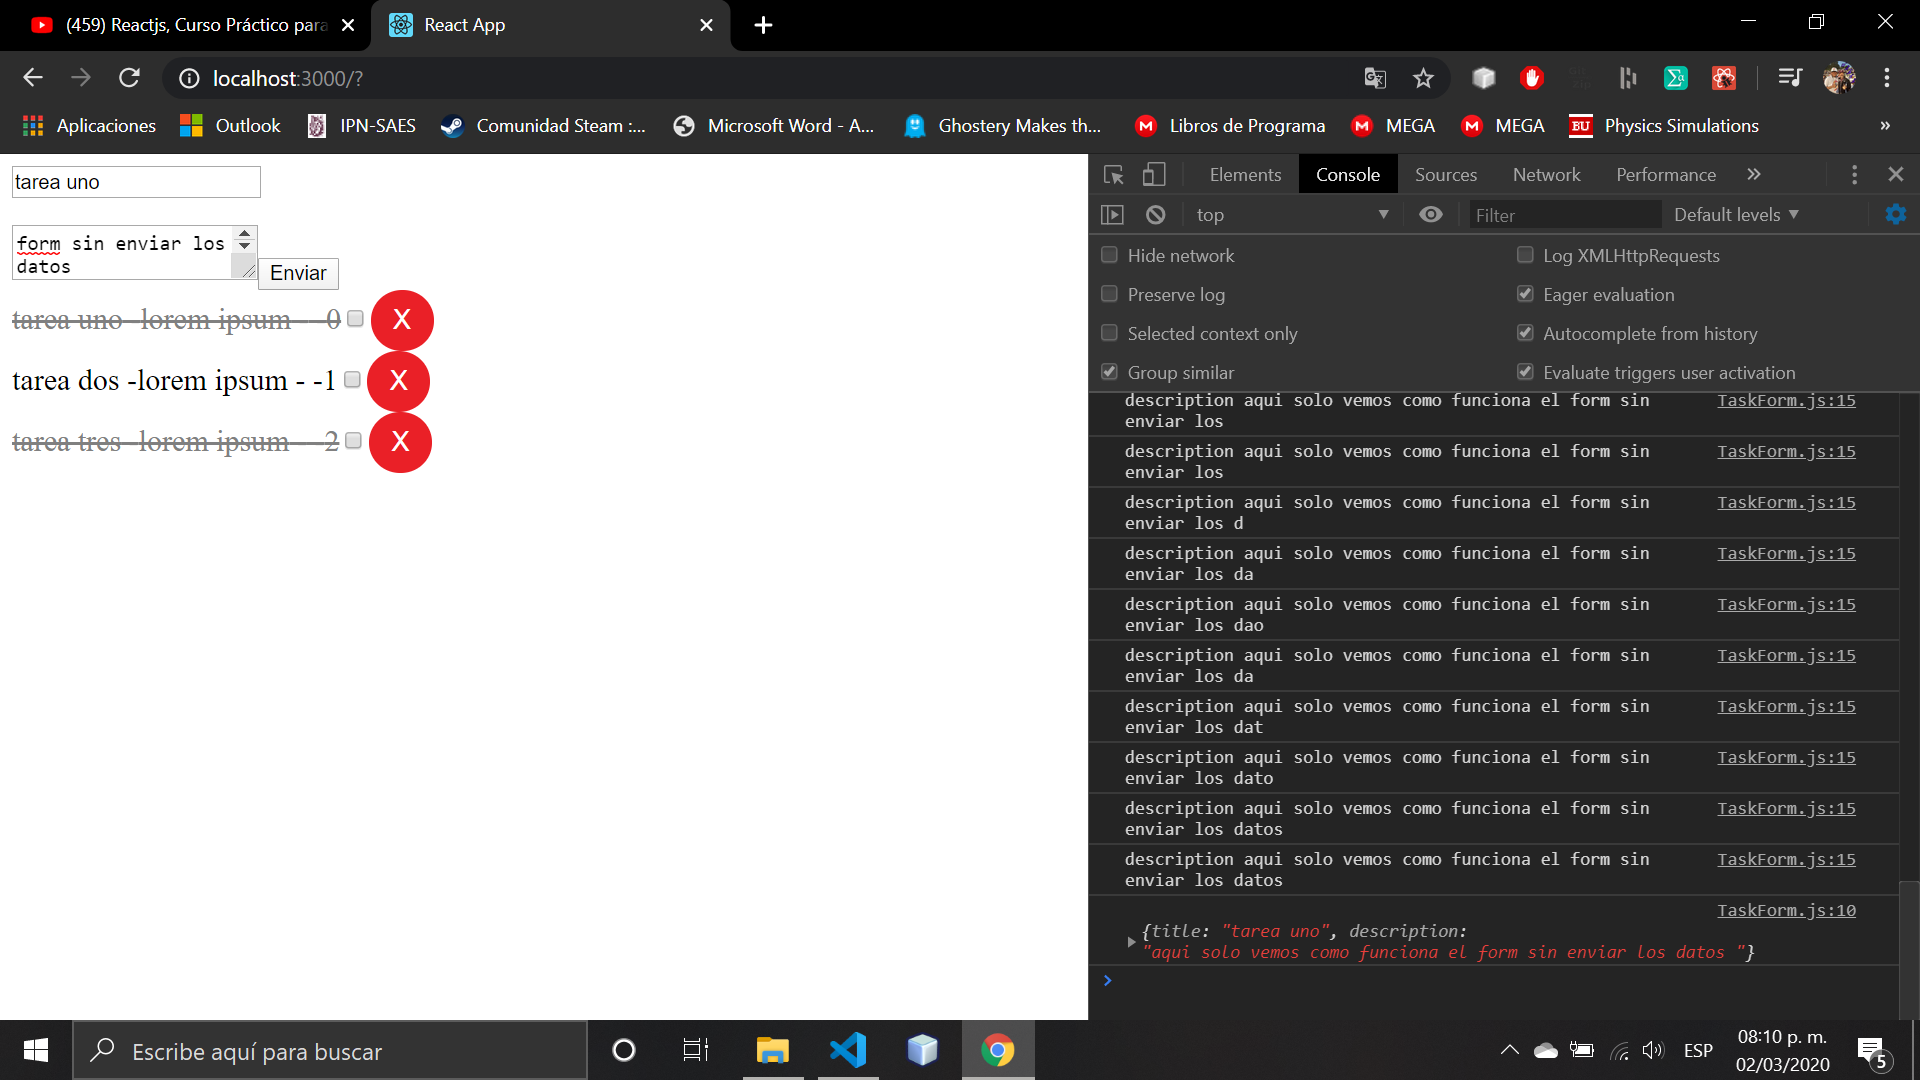 (459) Reactjs, Curso Práctico para
React App
localhost:3000/?
Aplicaciones
Outlook
IPN-SAES
Comunidad Steam :...
Microsoft Word - A...
Ghostery Makes th...
Libros de Programa
MEGA
MEGA
BU
Physics Simulations
»
tarea uno
form sin enviar los
datos
Enviar
tarea uno -lorem ipsum - -0
X
tarea dos -lorem ipsum - -1
X
tarea tres -lorem ipsum - -2
X
Elements
Console
Sources
Network
Performance
»
top
Filter
Default levels
Hide network
Log XMLHttpRequests
Preserve log
Eager evaluation
Selected context only
Autocomplete from history
Group similar
Evaluate triggers user activation
description aqui solo vemos como funciona el form sin
TaskForm.js:15
enviar los
description aqui solo vemos como funciona el form sin
TaskForm.js:15
enviar los
description aqui solo vemos como funciona el form sin
TaskForm.js:15
enviar los d
description aqui solo vemos como funciona el form sin
TaskForm.js:15
enviar los da
description aqui solo vemos como funciona el form sin
TaskForm.js:15
enviar los dao
description aqui solo vemos como funciona el form sin
TaskForm.js:15
enviar los da
description aqui solo vemos como funciona el form sin
TaskForm.js:15
enviar los dat
description aqui solo vemos como funciona el form sin
TaskForm.js:15
enviar los dato
description aqui solo vemos como funciona el form sin
TaskForm.js:15
enviar los datos
description aqui solo vemos como funciona el form sin
TaskForm.js:15
enviar los datos
TaskForm.js:10
{title: "tarea uno", description:
"aqui solo vemos como funciona el form sin enviar los datos "}
Escribe aquí para buscar
ESP
08:10 p. m.
02/03/2020
5